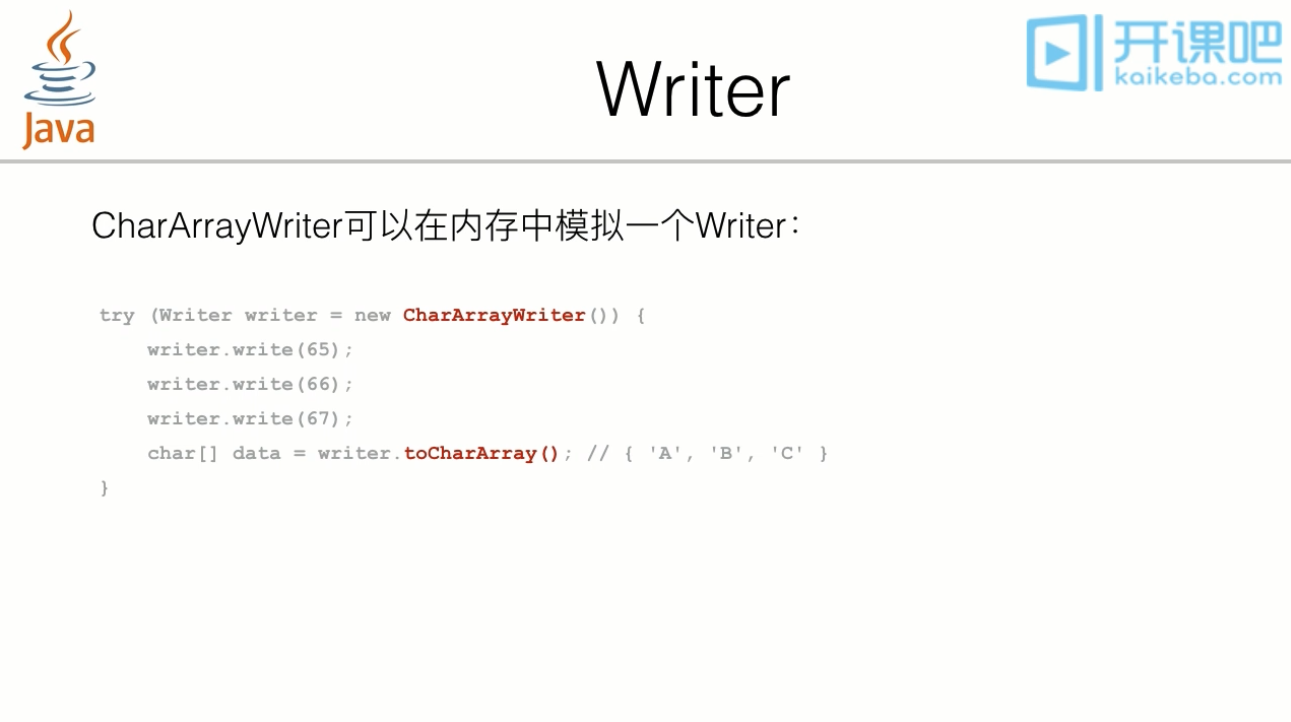 Java
Writer
开课吧
kaikeba.com
CharArrayWriter可以在内存中模拟一个Writer：
try (Writer writer = new CharArrayWriter()) {
    writer.write(65);
    writer.write(66);
    writer.write(67);
    char[] data = writer.toCharArray(); // { 'A', 'B', 'C' }
}